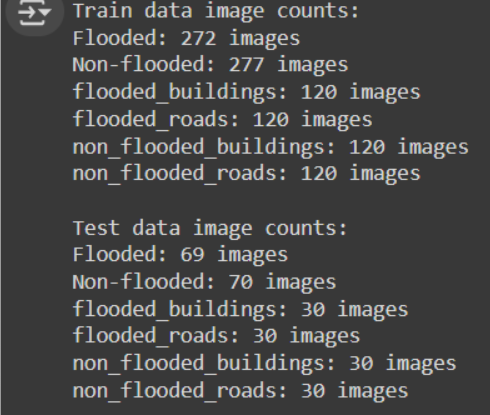 Train data image counts:
Flooded: 272 images
Non-flooded: 277 images
flooded_buildings: 120 images
flooded_roads: 120 images
non_flooded_buildings: 120 images
non_flooded_roads: 120 images

Test data image counts:
Flooded: 69 images
Non-flooded: 70 images
flooded_buildings: 30 images
flooded_roads: 30 images
non_flooded_buildings: 30 images
non_flooded_roads: 30 images